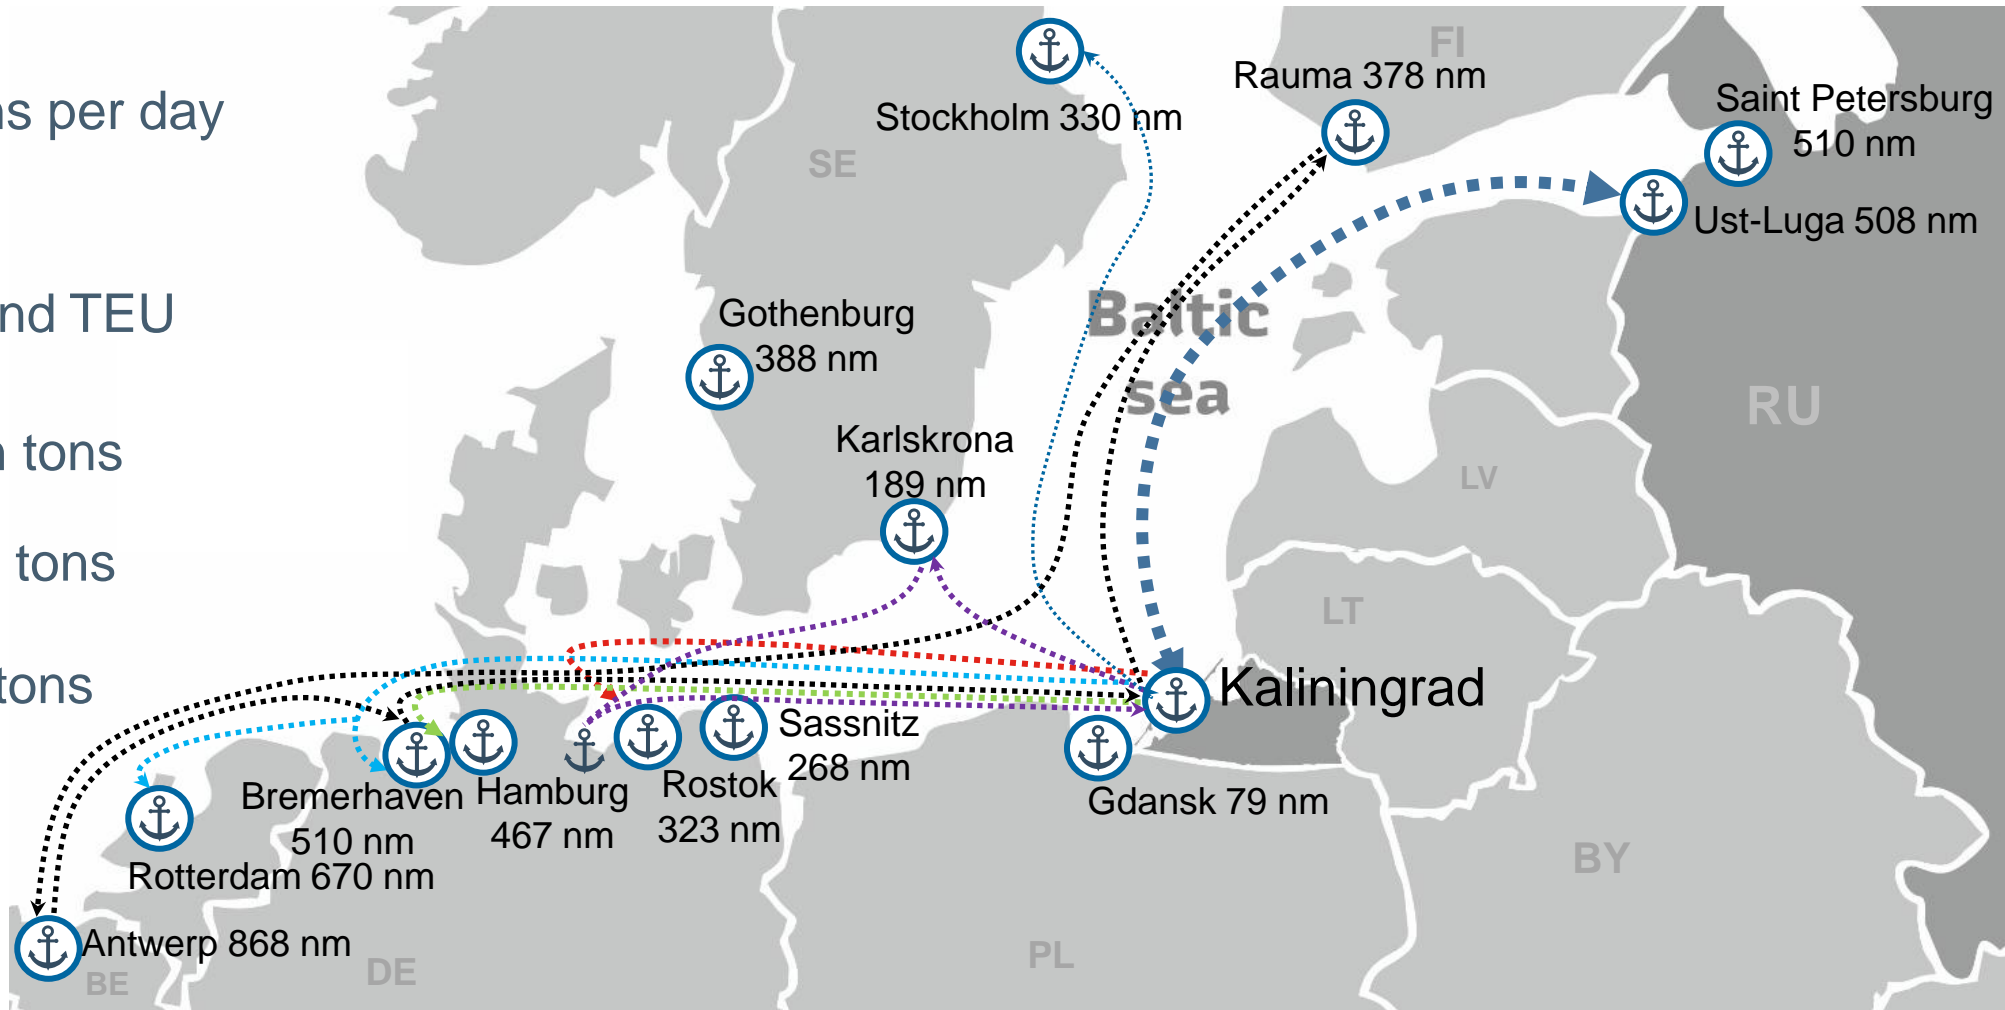 FI
Rauma 378 nm
Saint Petersburg
510 nm
ns per day
Stockholm 330 nm
SE
Ust-Luga 508 nm
nd TEU
Gothenburg
388 nm
Baltic
sea
RU
n tons
Karlskrona
189 nm
LV
tons
LT
tons
Kaliningrad
Sassnitz
268 nm
Bremerhaven
510 nm
Hamburg
467 nm
Rostok
323 nm
Gdansk 79 nm
BY
Rotterdam 670 nm
Antwerp 868 nm
BE
DE
PL